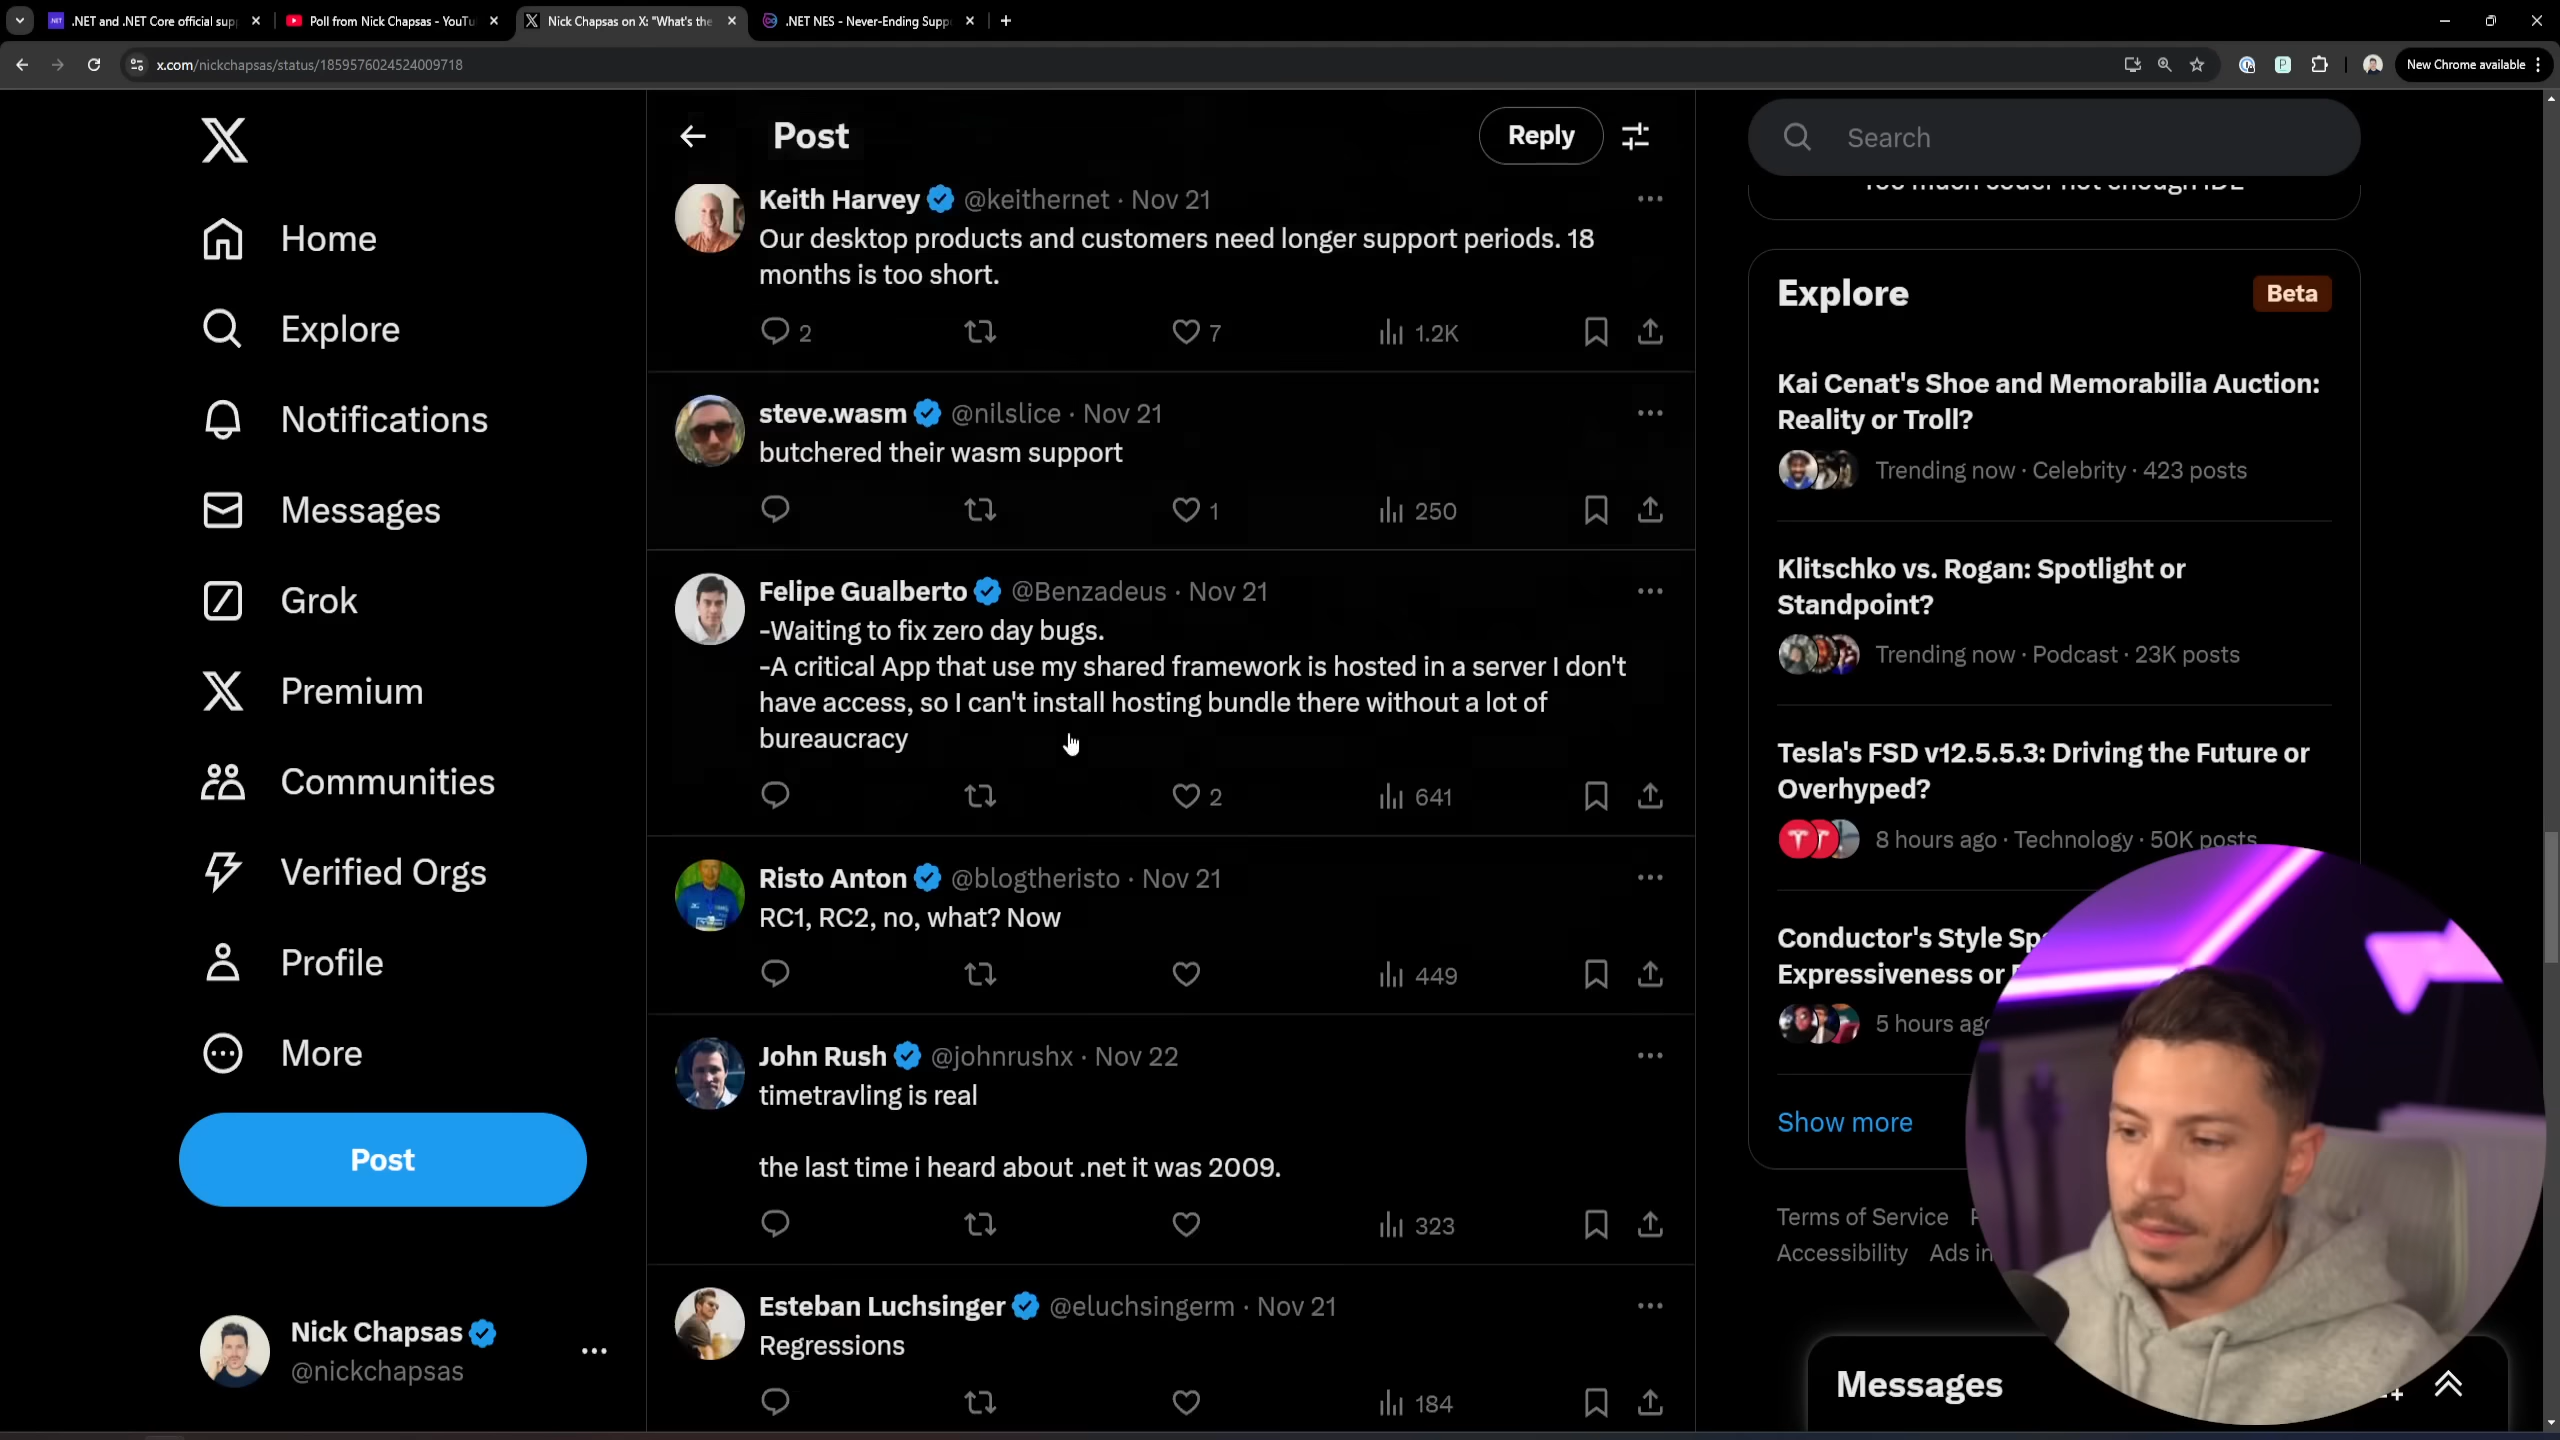 .NET and .NET Core official sup
Poll from Nick Chapsas - YouTu
Nick Chapsas on X: "What's the
.NET NES - Never-Ending Supp
x.com/nickchapsas/status/1859576024524009718
New Chrome available
Home
Explore
Notifications
Messages
Grok
Premium
Communities
Verified Orgs
Profile
More
Post
Nick Chapsas
@nickchapsas
Post
Reply
Keith Harvey @keithernet · Nov 21
Our desktop products and customers need longer support periods. 18
months is too short.
2 7 1.2K
steve.wasm @nilslice · Nov 21
butchered their wasm support
1 250
Felipe Gualberto @Benzadeus · Nov 21
-Waiting to fix zero day bugs.
-A critical App that use my shared framework is hosted in a server I don't
have access, so I can't install hosting bundle there without a lot of
bureaucracy
2 641
Risto Anton @blogtheristo · Nov 21
RC1, RC2, no, what? Now
449
John Rush @johnrushx · Nov 22
timetravling is real
the last time i heard about .net it was 2009.
323
Esteban Luchsinger @eluchsingerm · Nov 21
Regressions
184
Search
Too much coder not enough IDE
Explore
Beta
Kai Cenat's Shoe and Memorabilia Auction:
Reality or Troll?
Trending now · Celebrity · 423 posts
Klitschko vs. Rogan: Spotlight or
Standpoint?
Trending now · Podcast · 23K posts
Tesla's FSD v12.5.5.3: Driving the Future or
Overhyped?
8 hours ago · Technology · 50K posts
Conductor's Style
Expressiveness or
5 hours ago
Show more
Terms of Service
Accessibility Ads
Messages